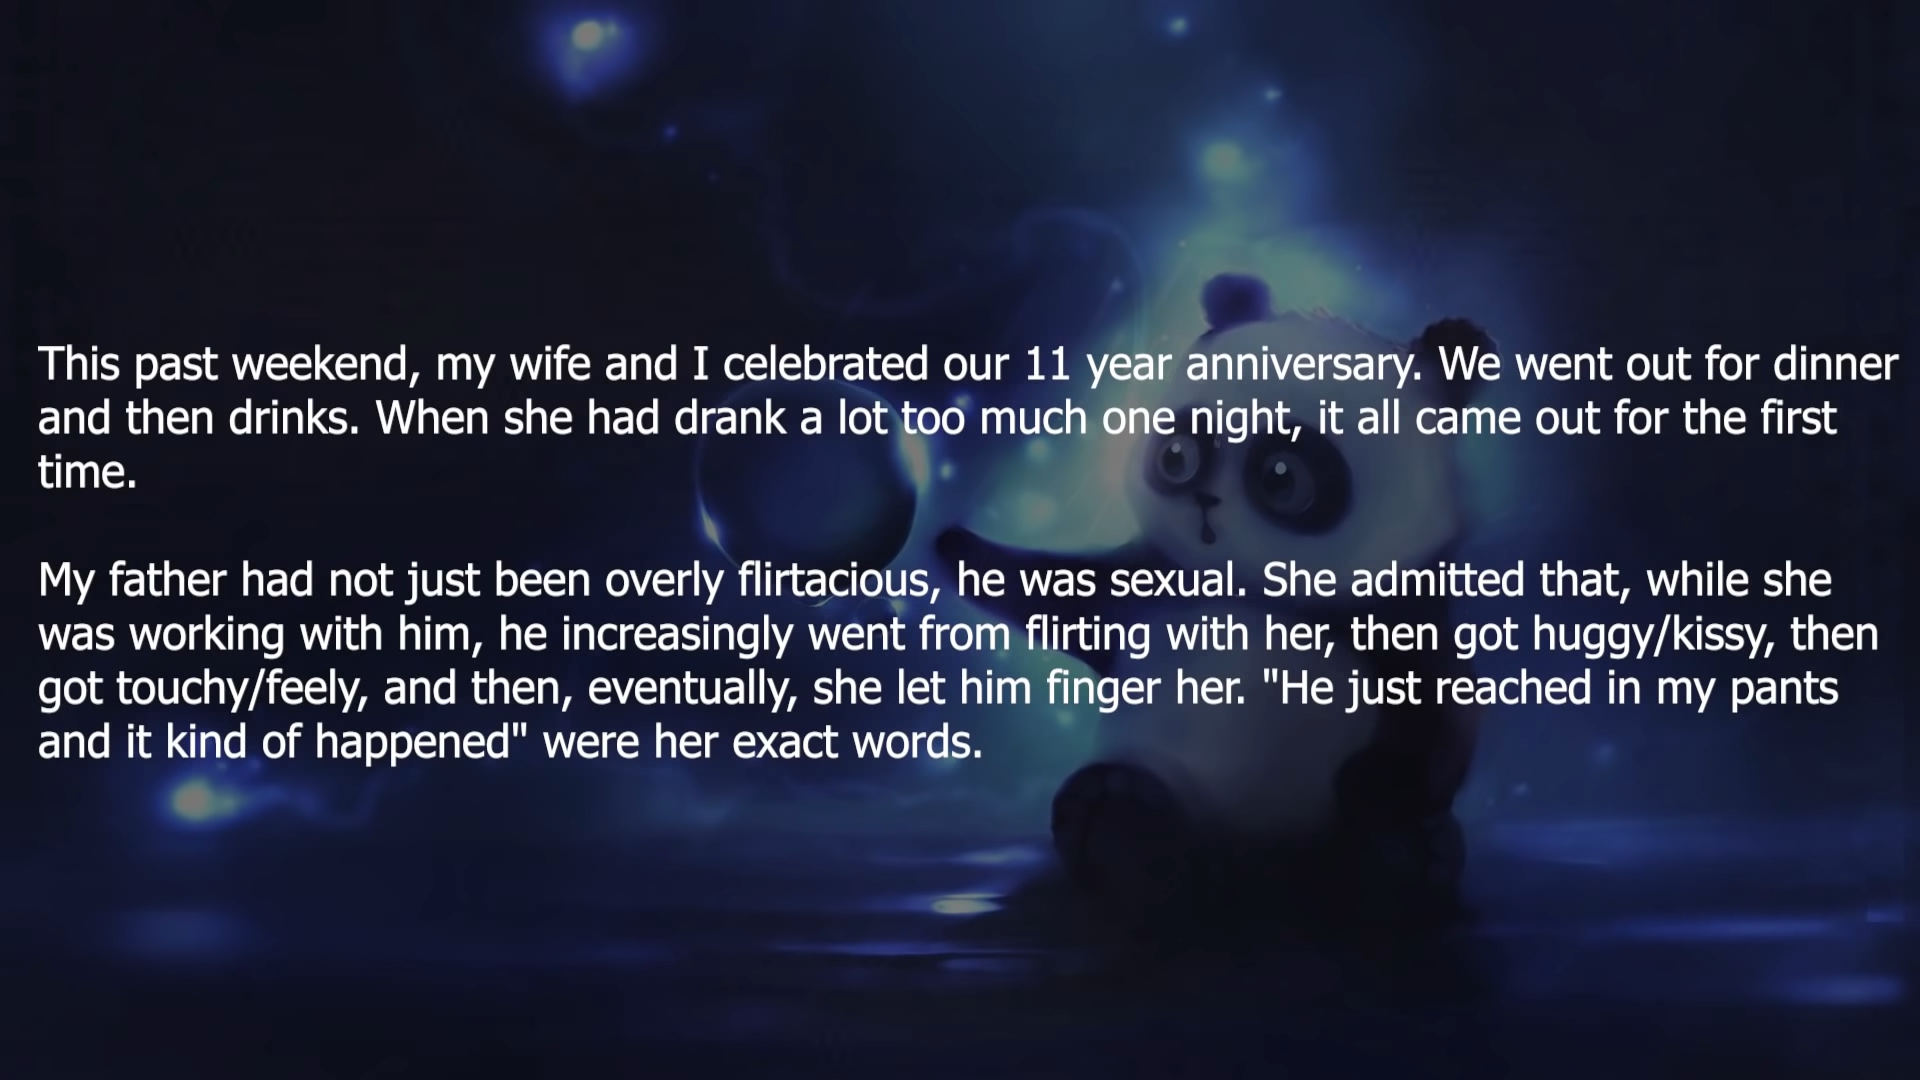 This past weekend, my wife and I celebrated our 11 year anniversary. We went out for dinner
and then drinks. When she had drank a lot too much one night, it all came out for the first
time.
My father had not just been overly flirtacious, he was sexual. She admitted that, while she
was working with him, he increasingly went from flirting with her, then got huggy/kissy, then
got touchy/feely, and then, eventually, she let him finger her. "He just reached in my pants
and it kind of happened" were her exact words.